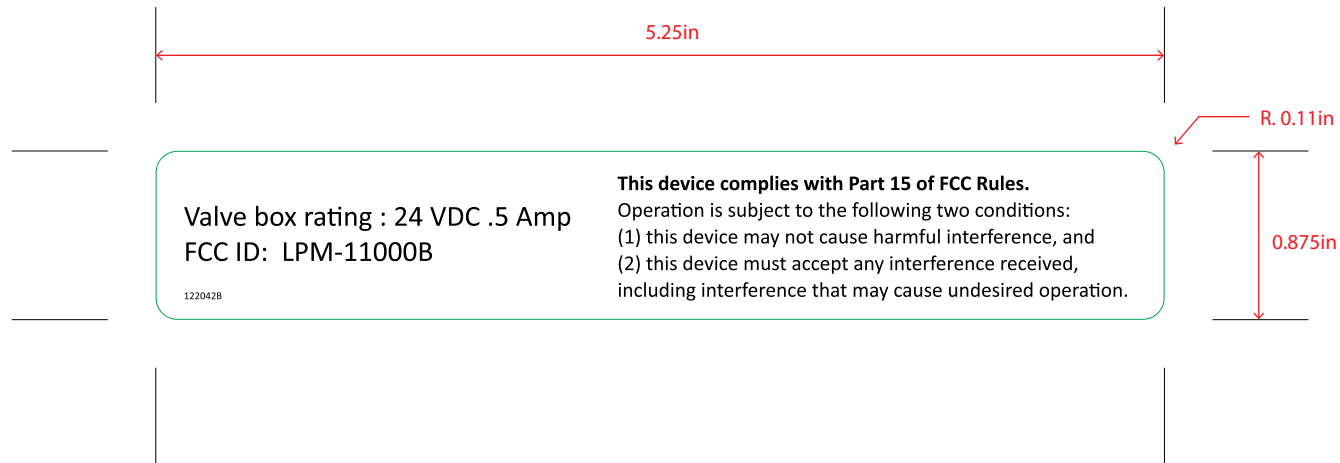 5.25in
R. 0.11in
Valve box rating : 24 VDC .5 Amp
FCC ID:  LPM-11000B
122042B
This device complies with Part 15 of FCC Rules.
Operation is subject to the following two conditions:
(1) this device may not cause harmful interference, and
(2) this device must accept any interference received,
including interference that may cause undesired operation.
0.875in